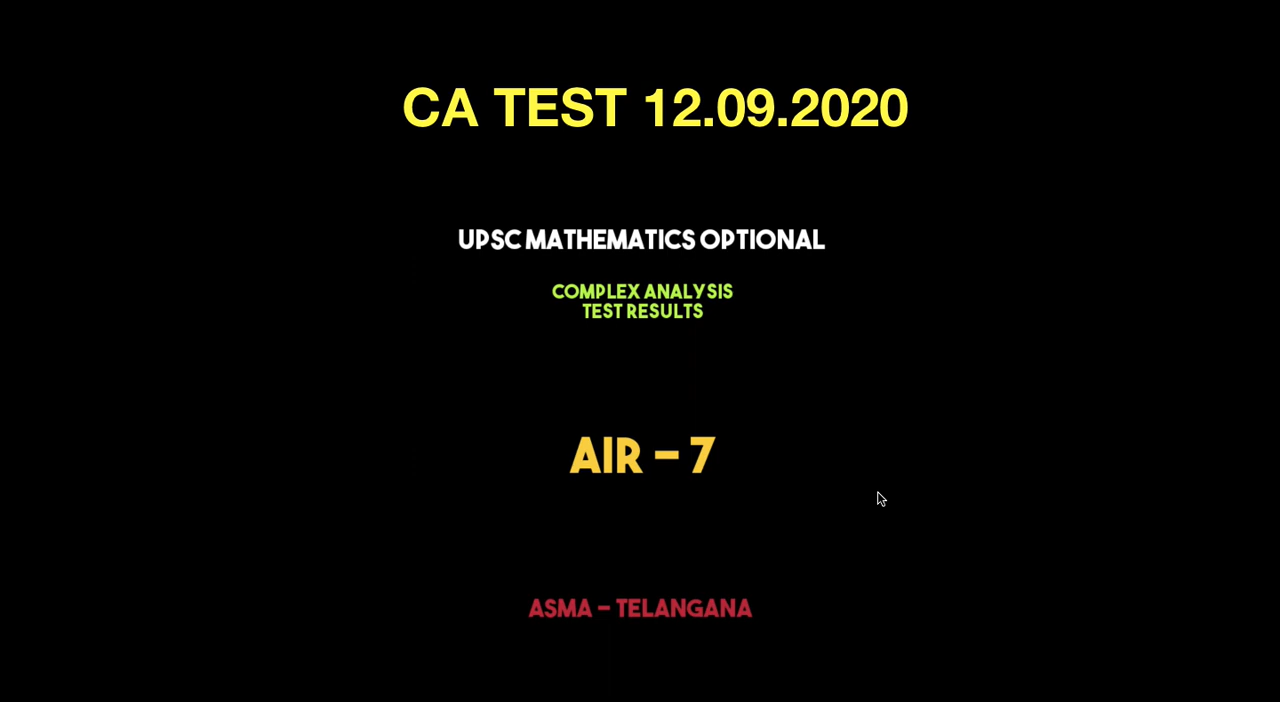 CA TEST 12.09.2020
UPSC MATHEMATICS OPTIONAL
COMPLEX ANALYSIS
TEST RESULTS
AIR – 7
ASMA – TELANGANA